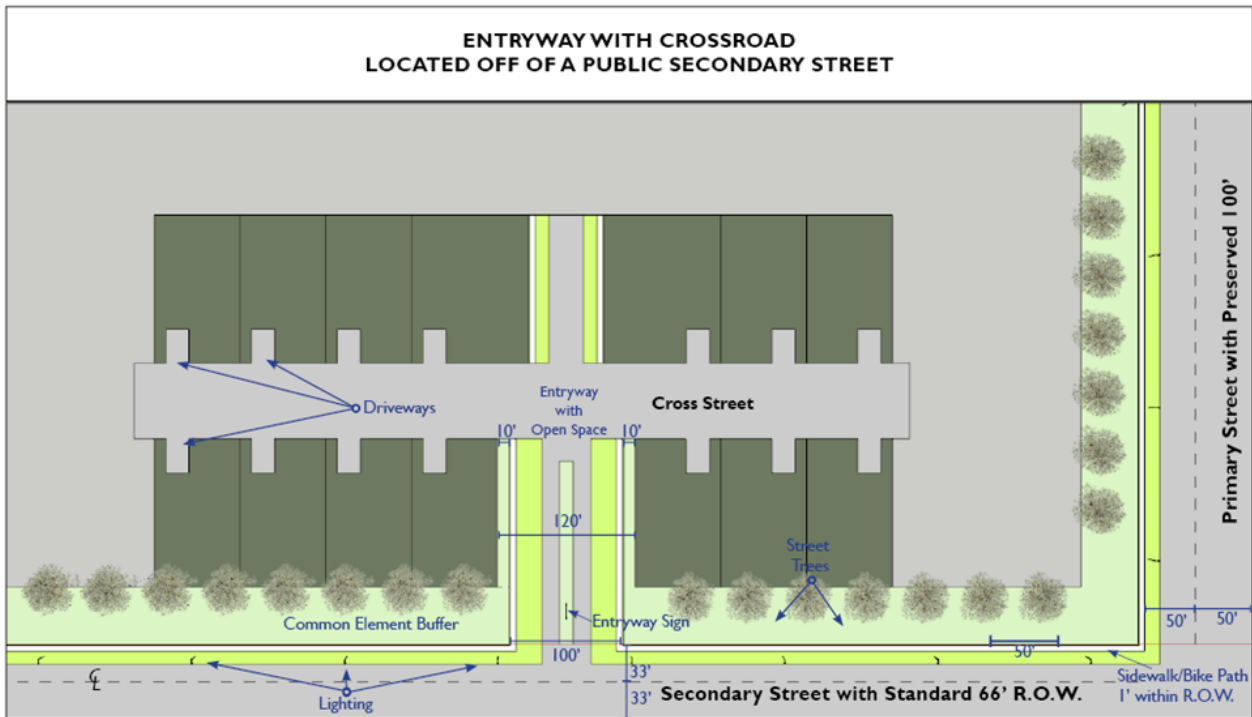 ENTRYWAY WITH CROSSROAD
LOCATED OFF OF A PUBLIC SECONDARY STREET
Primary Street with Preserved 100'
Driveways
Entryway
with
Open Space
Cross Street
10'
10'
120'
Street
Trees
Common Element Buffer
Entryway Sign
50'
50'
100'
50'
33'
33'
Secondary Street with Standard 66' R.O.W.
Sidewalk/Bike Path
1' within R.O.W.
CL
Lighting